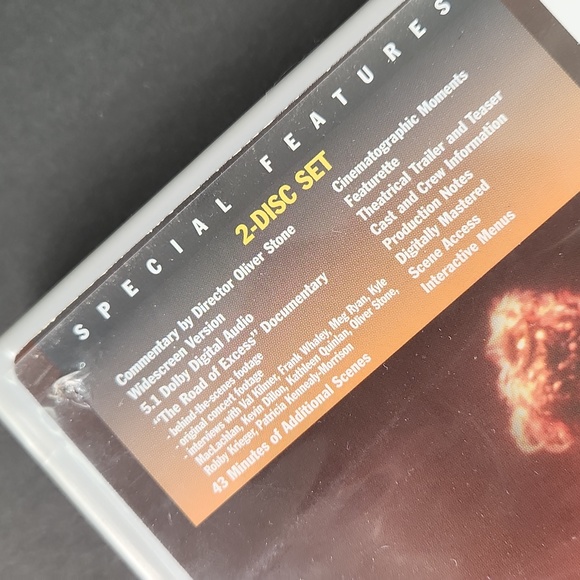 SPECIAL FEATURES
2-DISC SET
Commentary by Director Oliver Stone
Widescreen Version
5.1 Dolby Digital Audio
"The Road of Excess" Documentary
- behind-the-scenes footage
- original concert footage
- interviews with Val Kilmer, Frank Whaley, Meg Ryan, Kyle
MacLachlan, Kevin Dillon, Kathleen Quinlan, Oliver Stone,
Robby Krieger, Patricia Kennealy-Morrison
43 Minutes of Additional Scenes
Cinematographic Moments
Featurette
Theatrical Trailer and Teaser
Cast and Crew Information
Production Notes
Digitally Mastered
Scene Access
Interactive Menus